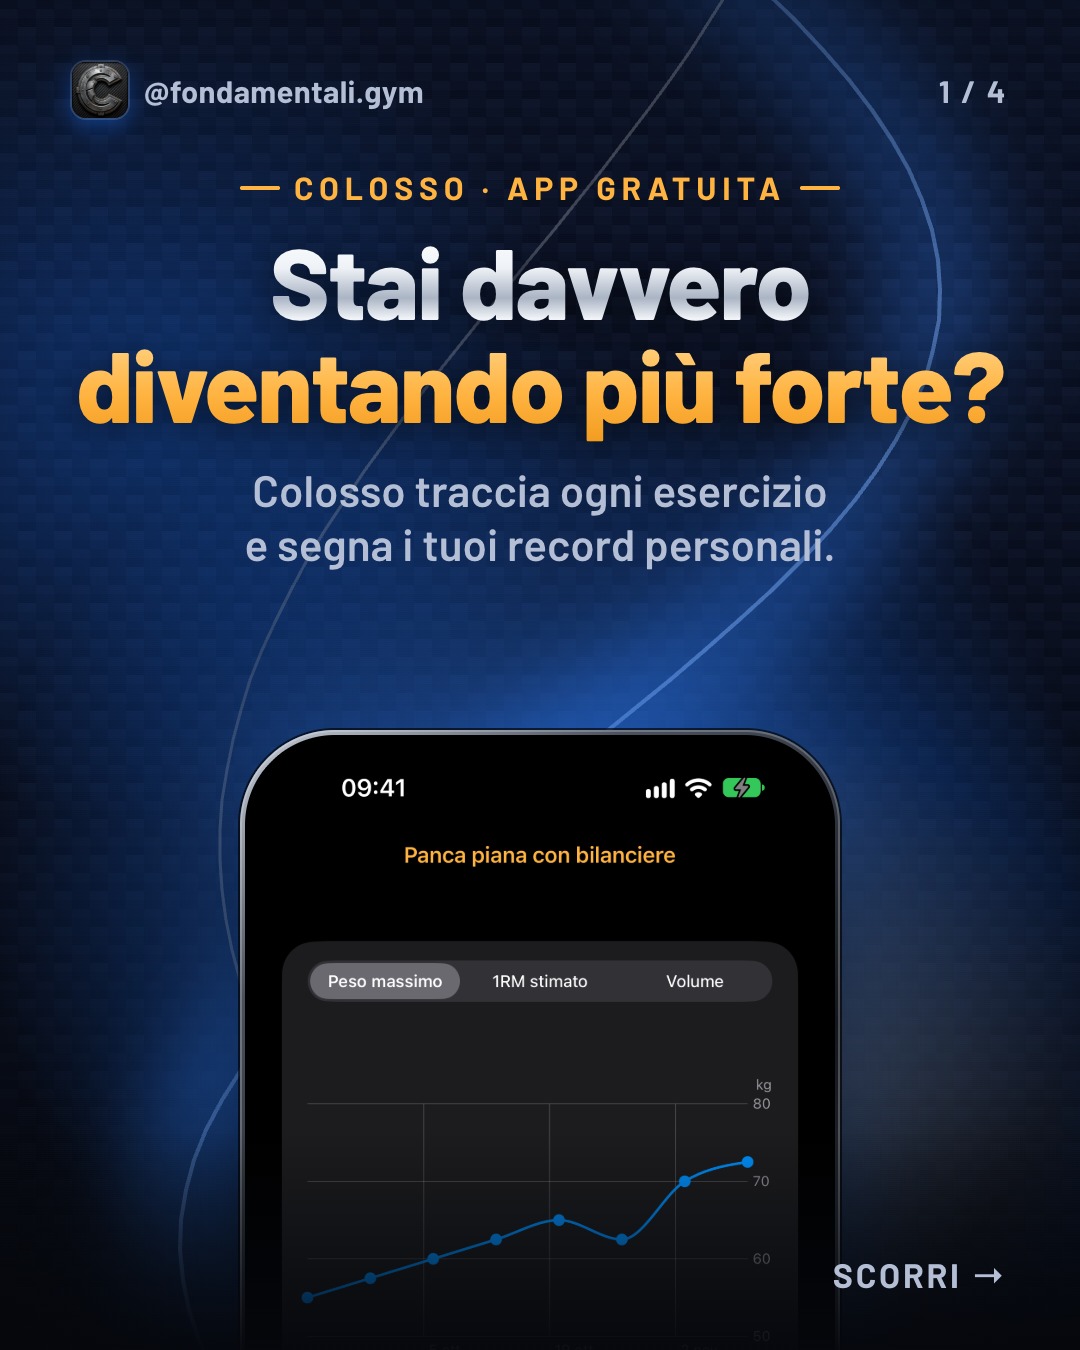 @fondamentali.gym
1 / 4
COLOSSO · APP GRATUITA
Stai davvero
diventando più forte?
Colosso traccia ogni esercizio
e segna i tuoi record personali.
09:41
Panca piana con bilanciere
Peso massimo 1RM stimato Volume
kg
80
70
60
50
SCORRI →